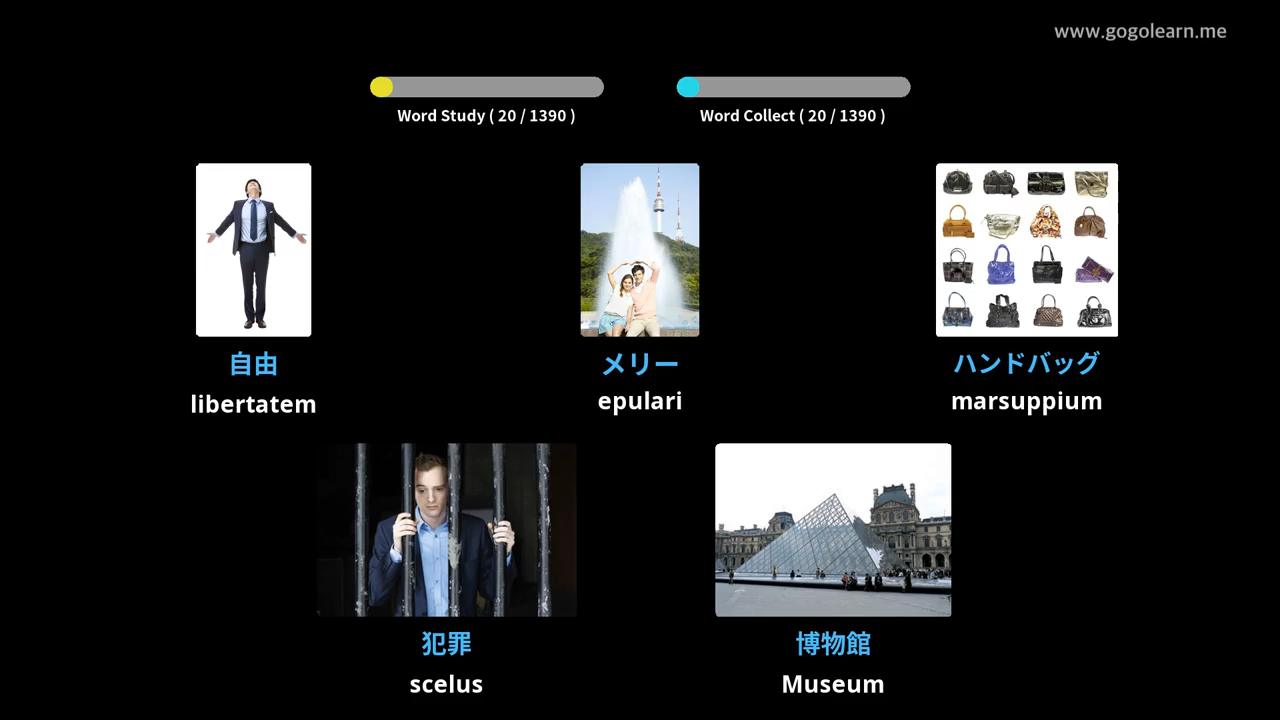 www.gogolearn.me
Word Study ( 20 / 1390 )
Word Collect ( 20 / 1390 )
自由
libertatem
メリー
epulari
ハンドバッグ
marsuppium
犯罪
scelus
博物館
Museum